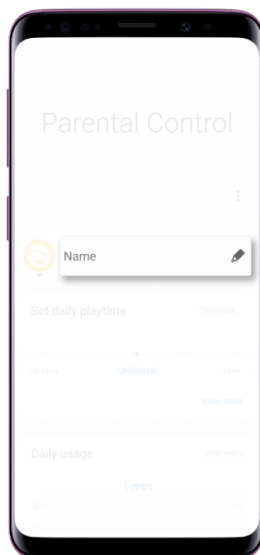 Parental Control
Name
Set daily playtime
Unlimited
View more
Daily usage
1 min